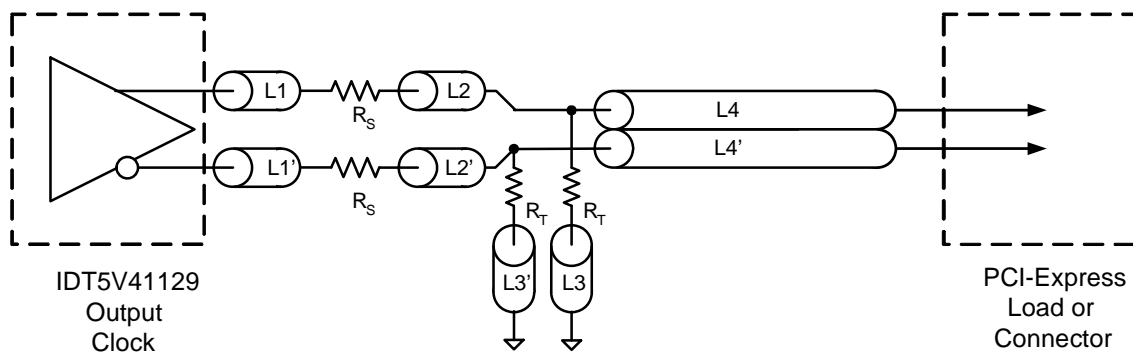 L1
R_S
L2
L4
L1'
R_S
L2'
L4'
R_T
R_T
L3'
L3
IDT5V41129
Output
Clock
PCI-Express
Load or
Connector